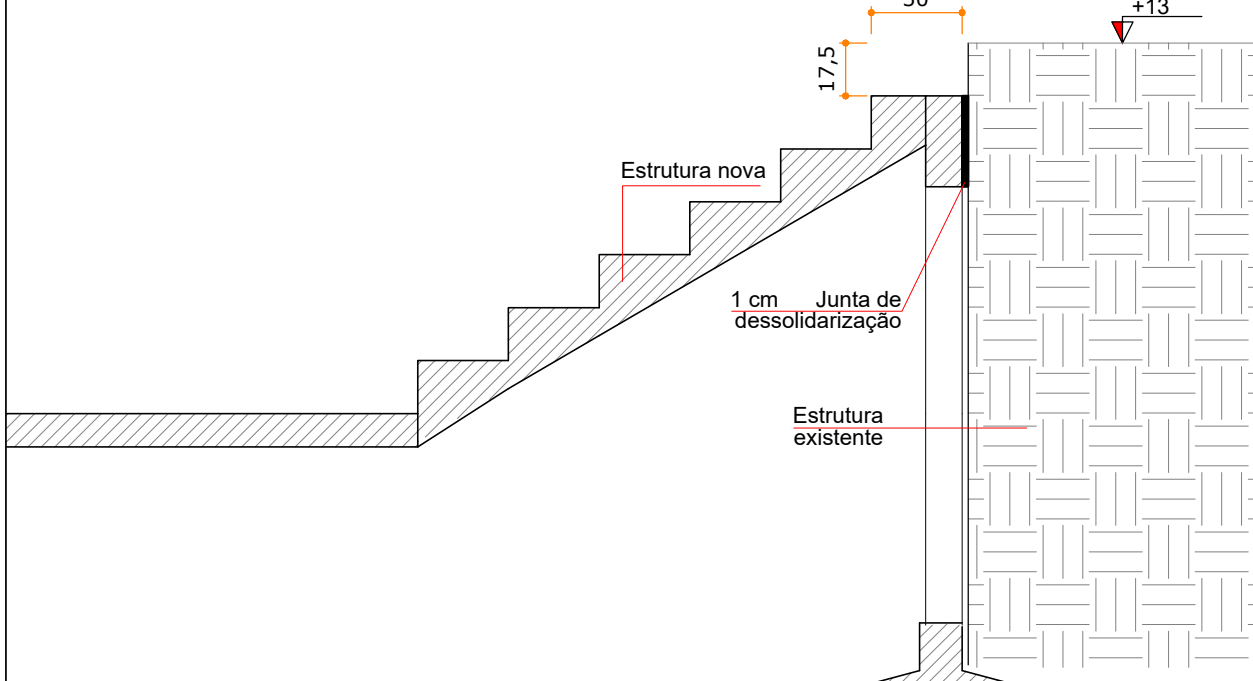 +13
17,5
Estrutura nova
1 cm Junta de
dessolidarização
Estrutura
existente